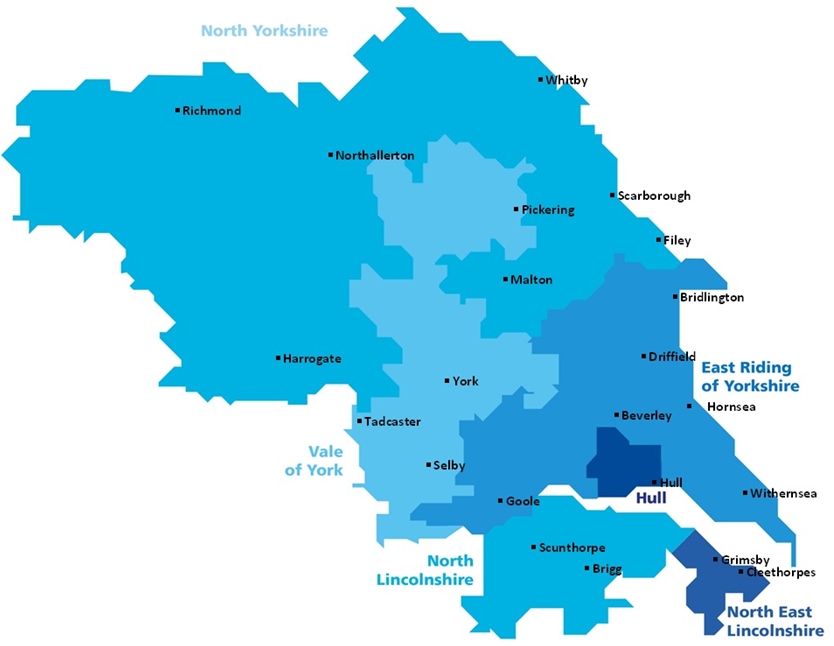 North Yorkshire
Whitby
Richmond
Northallerton
Scarborough
Pickering
Filey
Malton
Bridlington
Harrogate
Driffield
East Riding
of Yorkshire
York
Hornsea
Beverley
Tadcaster
Vale
of York
Selby
Hull
Withernsea
Hull
Goole
Scunthorpe
Grimsby
North
Lincolnshire
Brigg
Cleethorpes
North East
Lincolnshire